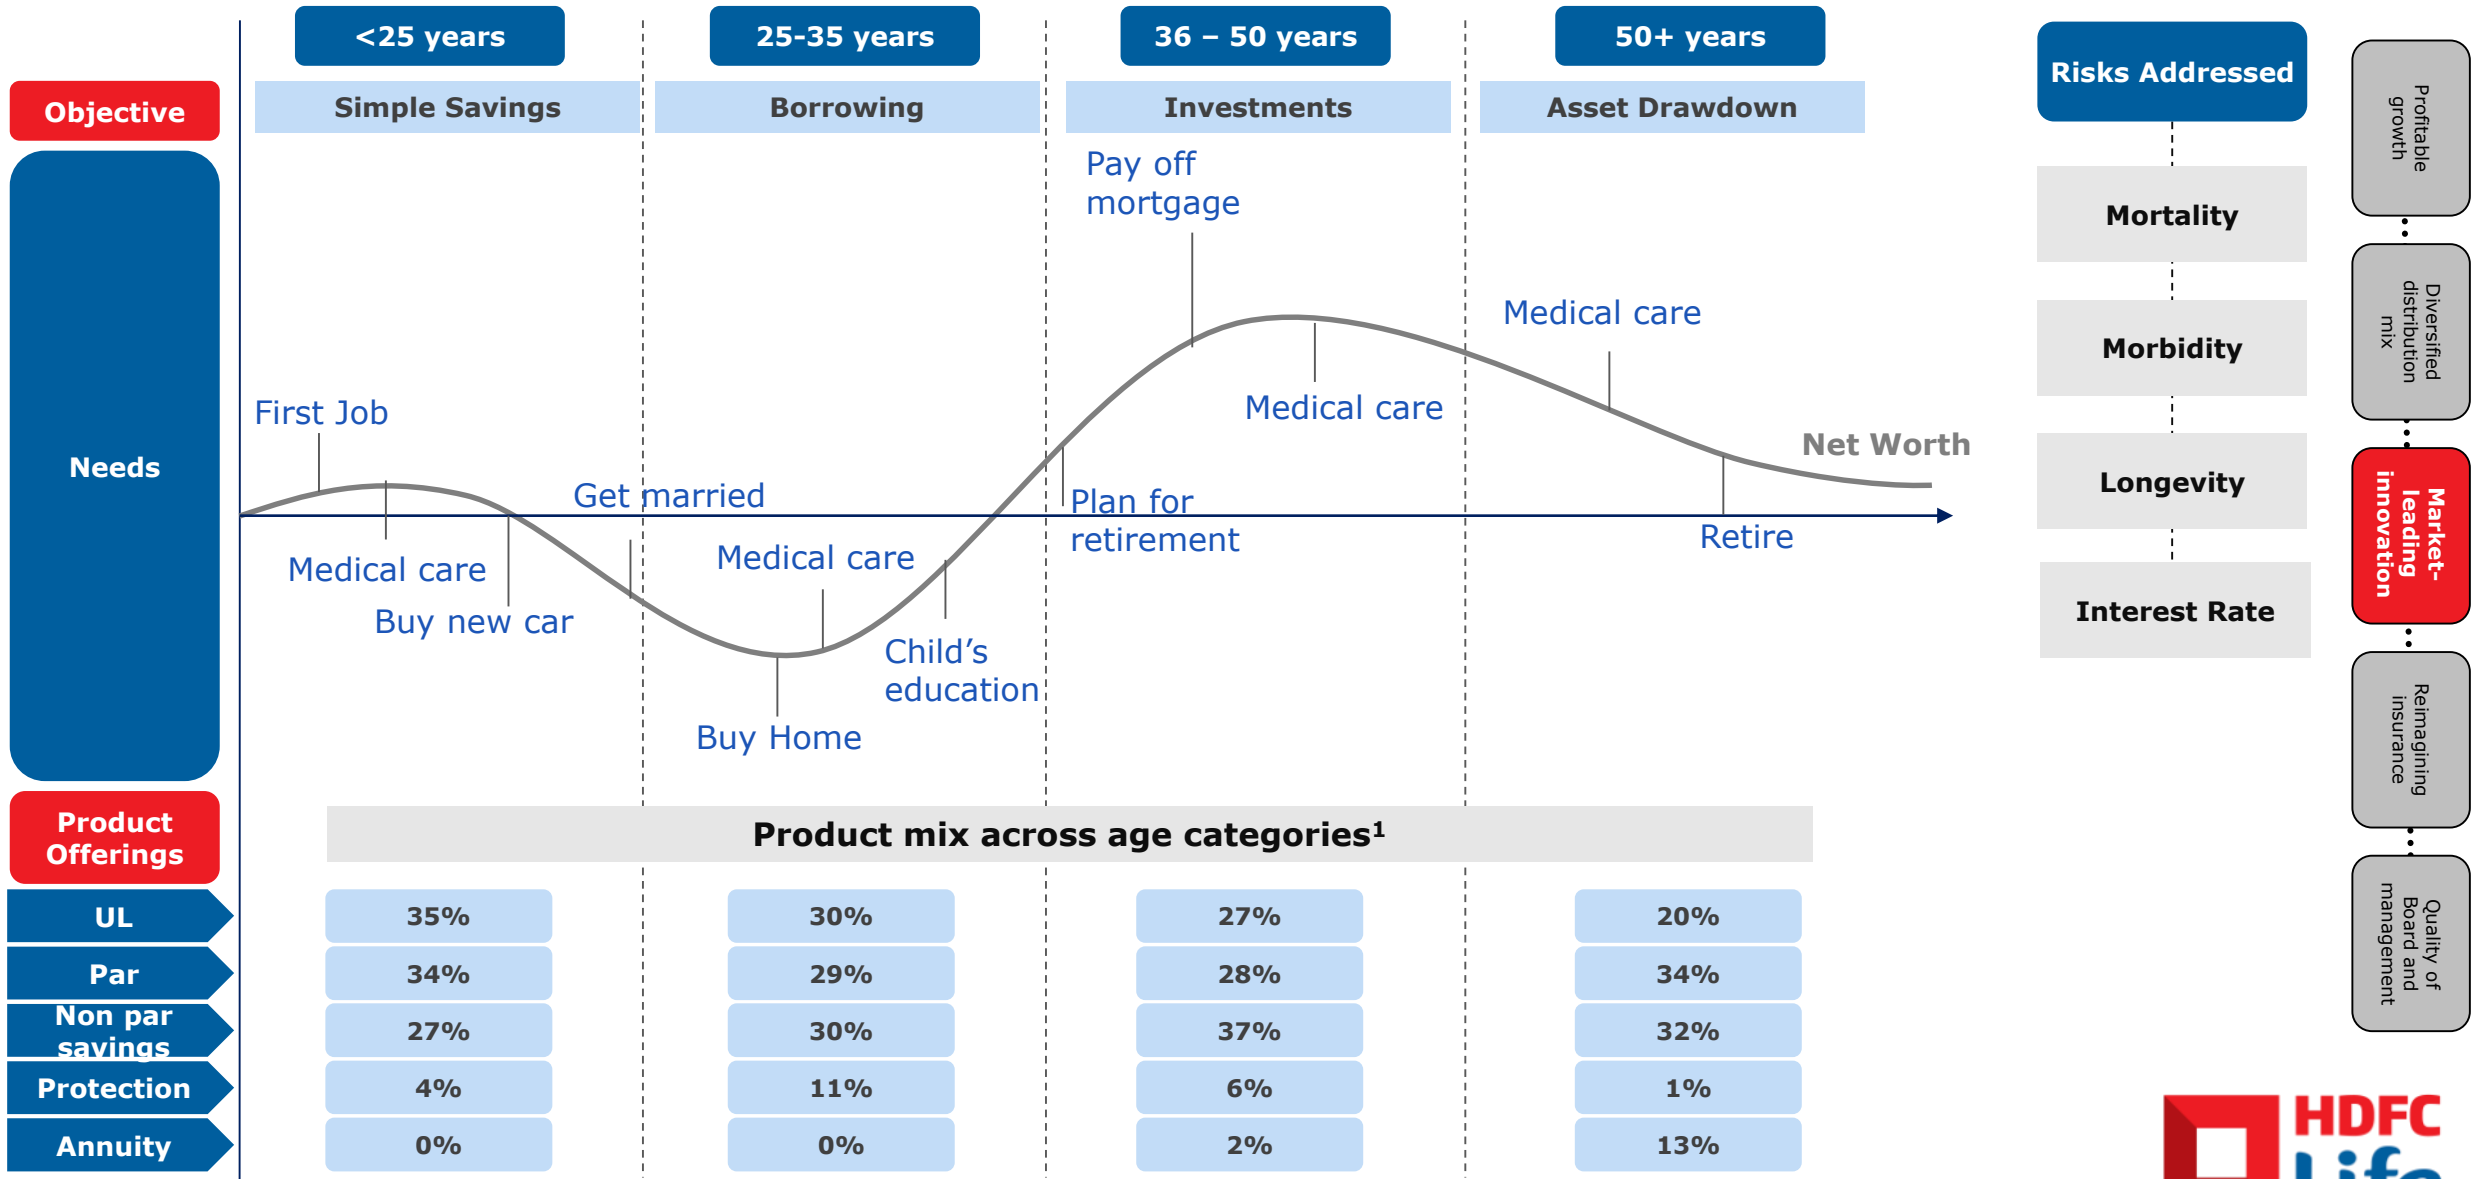 <25 years
25-35 years
36 – 50 years
50+ years
Objective
Simple Savings
Borrowing
Investments
Asset Drawdown
Needs
First Job
Medical care
Buy new car
Get married
Medical care
Buy Home
Child’s
education
Pay off
mortgage
Plan for
retirement
Medical care
Medical care
Retire
Net Worth
Product
Offerings
Product mix across age categories¹
UL
35%
30%
27%
20%
Par
34%
29%
28%
34%
Non par
savings
27%
30%
37%
32%
Protection
4%
11%
6%
1%
Annuity
0%
0%
2%
13%
Risks Addressed
Mortality
Morbidity
Longevity
Interest Rate
Profitable
growth
Diversified
distribution
mix
Market-
leading
innovation
Reimagining
insurance
Quality of
Board and
management
HDFC
Life